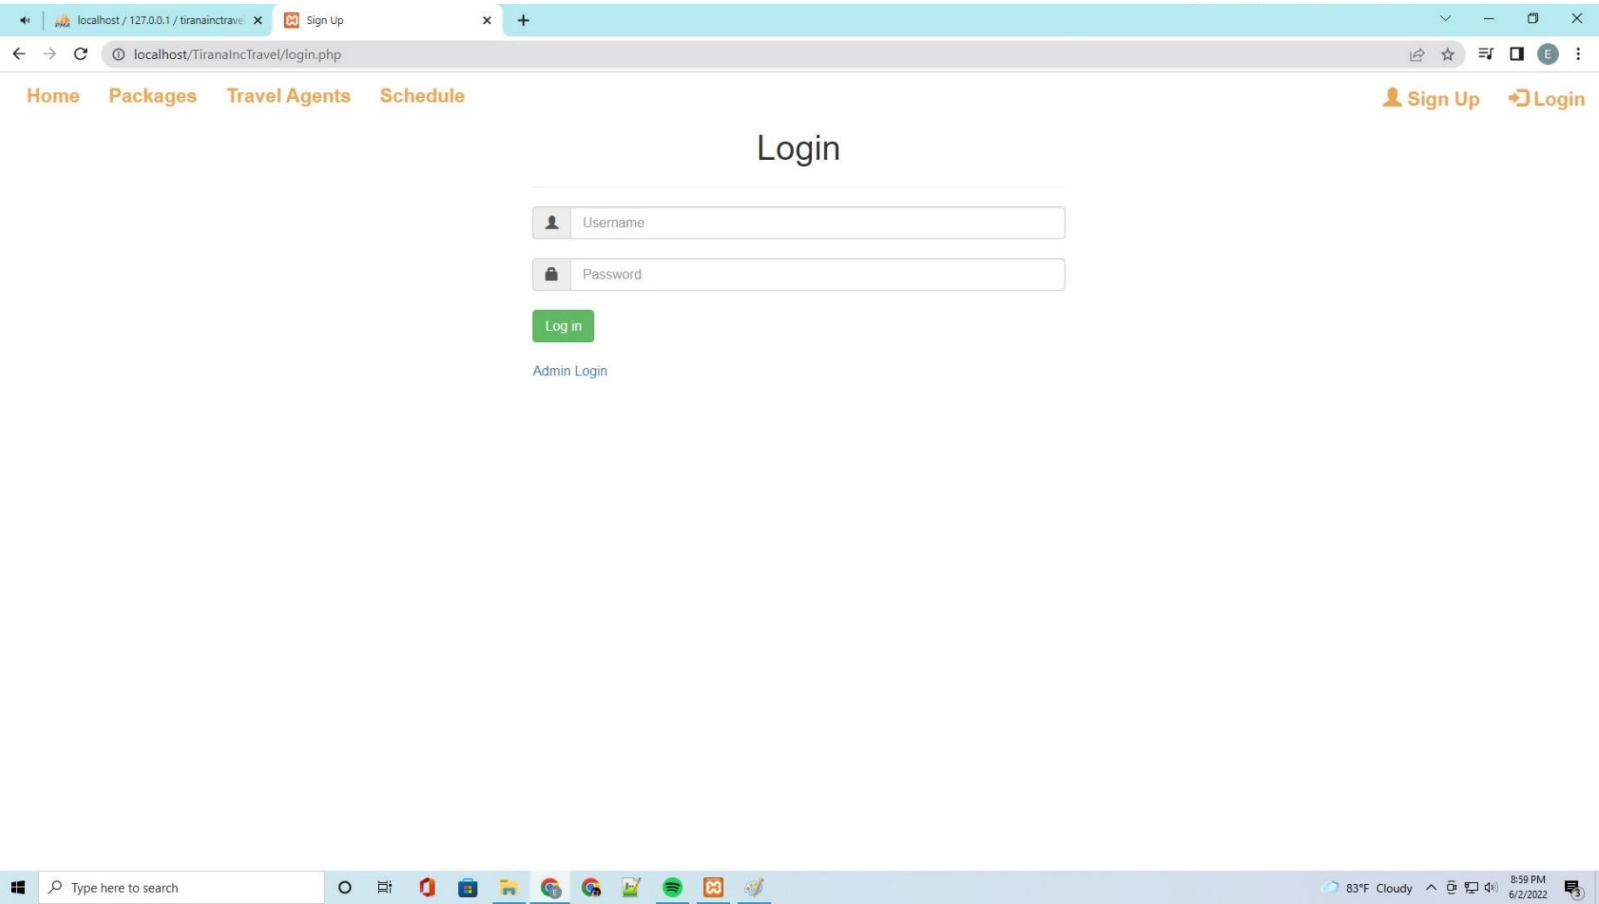 localhost / 127.0.0.1 / tiranainctrave
Sign Up
localhost/TiranaIncTravel/login.php
E
Home Packages Travel Agents Schedule Sign Up Login
Login
Username
Password
Log in
Admin Login
Type here to search
83°F Cloudy
8:59 PM
6/2/2022
3